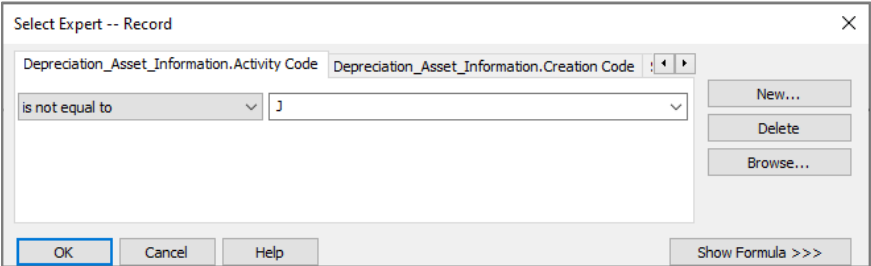 Select Expert -- Record
Depreciation_Asset_Information.Activity Code Depreciation_Asset_Information.Creation Code
is not equal to J
New...
Delete
Browse...
OK Cancel Help Show Formula >>>